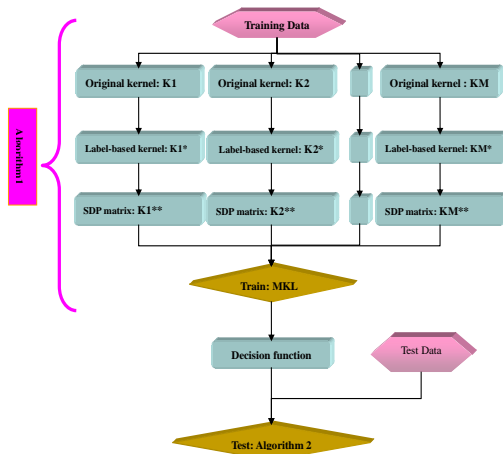 Training Data
Original kernel: K1
Original kernel: K2
Original kernel : KM
Label-based kernel: K1*
Label-based kernel: K2*
Label-based kernel: KM*
SDP matrix: K1**
SDP matrix: K2**
SDP matrix: KM**
Algorithm1
Train: MKL
Decision function
Test Data
Test: Algorithm 2